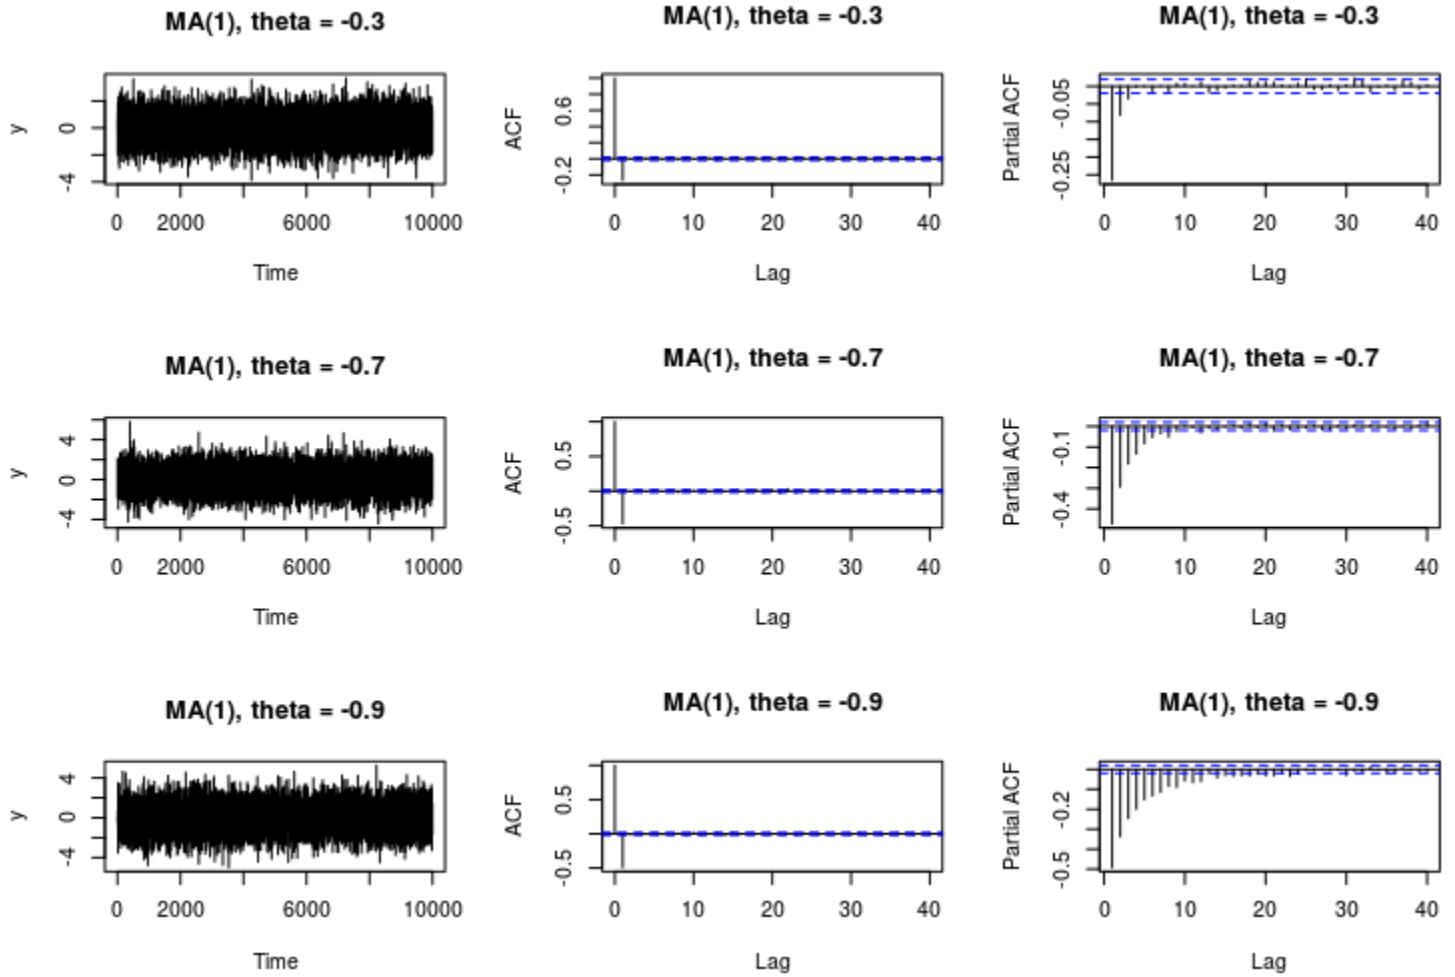 MA(1), theta = -0.3
MA(1), theta = -0.3
MA(1), theta = -0.3
y
-4 0
0 2000 6000 10000
Time
ACF
-0.2 0.6
0 10 20 30 40
Lag
Partial ACF
-0.25 -0.05
0 10 20 30 40
Lag
MA(1), theta = -0.7
MA(1), theta = -0.7
MA(1), theta = -0.7
y
-4 0 4
0 2000 6000 10000
Time
ACF
-0.5 0.5
0 10 20 30 40
Lag
Partial ACF
-0.4 -0.1
0 10 20 30 40
Lag
MA(1), theta = -0.9
MA(1), theta = -0.9
MA(1), theta = -0.9
y
-4 0 4
0 2000 6000 10000
Time
ACF
-0.5 0.5
0 10 20 30 40
Lag
Partial ACF
-0.5 -0.2
0 10 20 30 40
Lag